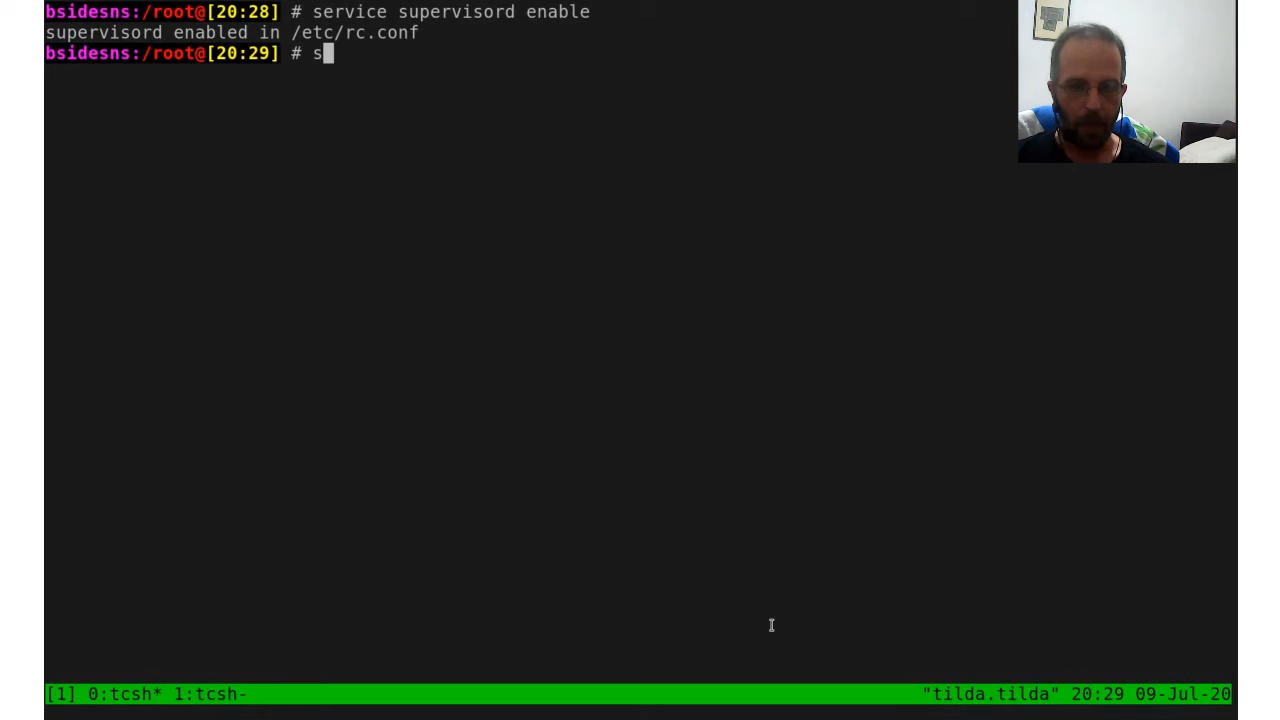 bsidesns:/root@[20:28] # service supervisord enable
supervisord enabled in /etc/rc.conf
bsidesns:/root@[20:29] # s
[1] 0:tcsh* 1:tcsh- "tilda.tilda" 20:29 09-Jul-20